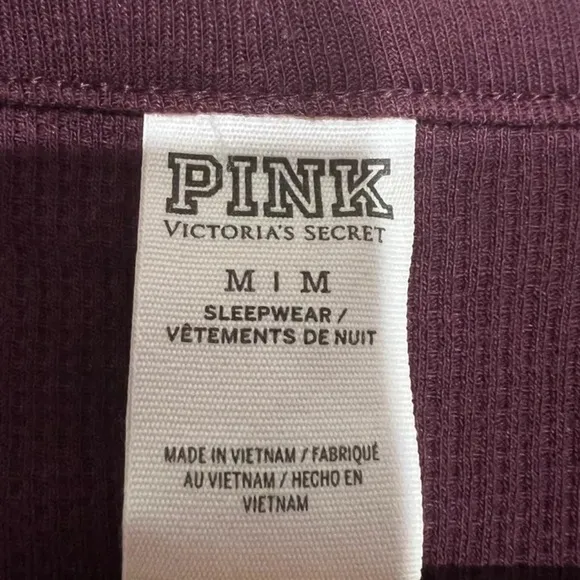 PINK
VICTORIA'S SECRET
M | M
SLEEPWEAR /
VÊTEMENTS DE NUIT
MADE IN VIETNAM / FABRIQUÉ
AU VIETNAM / HECHO EN
VIETNAM